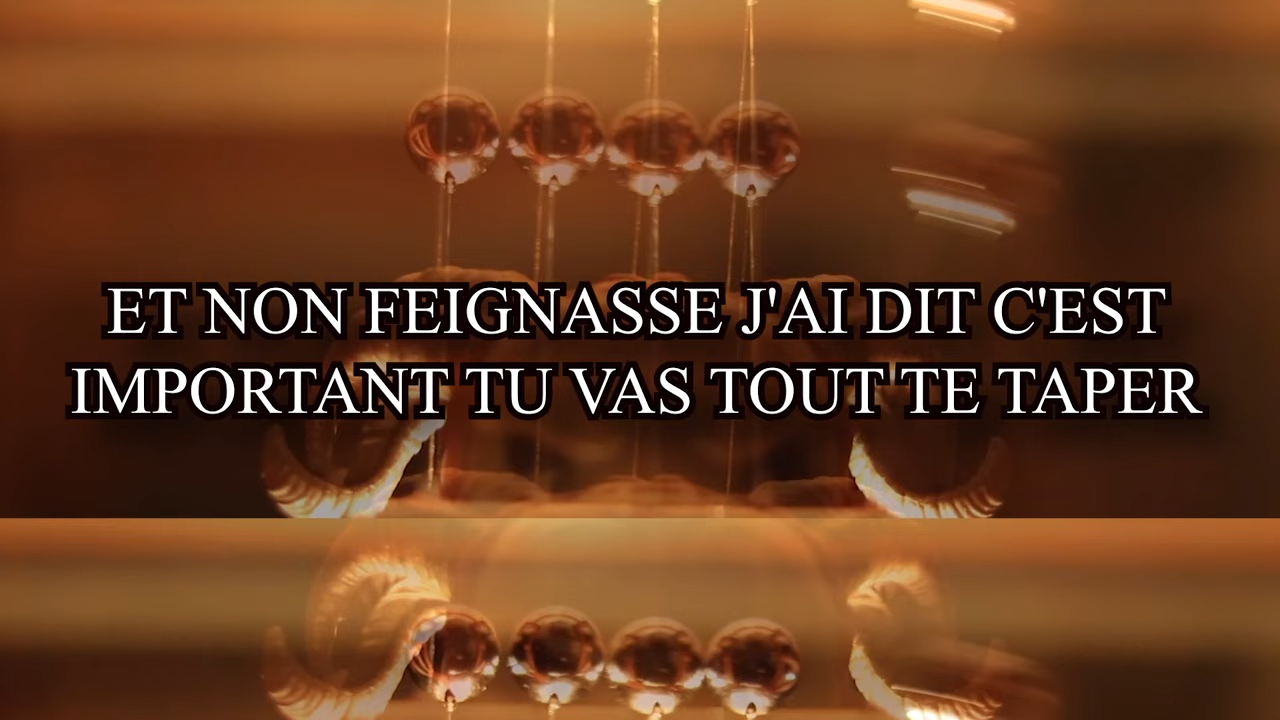 ET NON FEIGNASSE J'AI DIT C'EST
IMPORTANT TU VAS TOUT TE TAPER